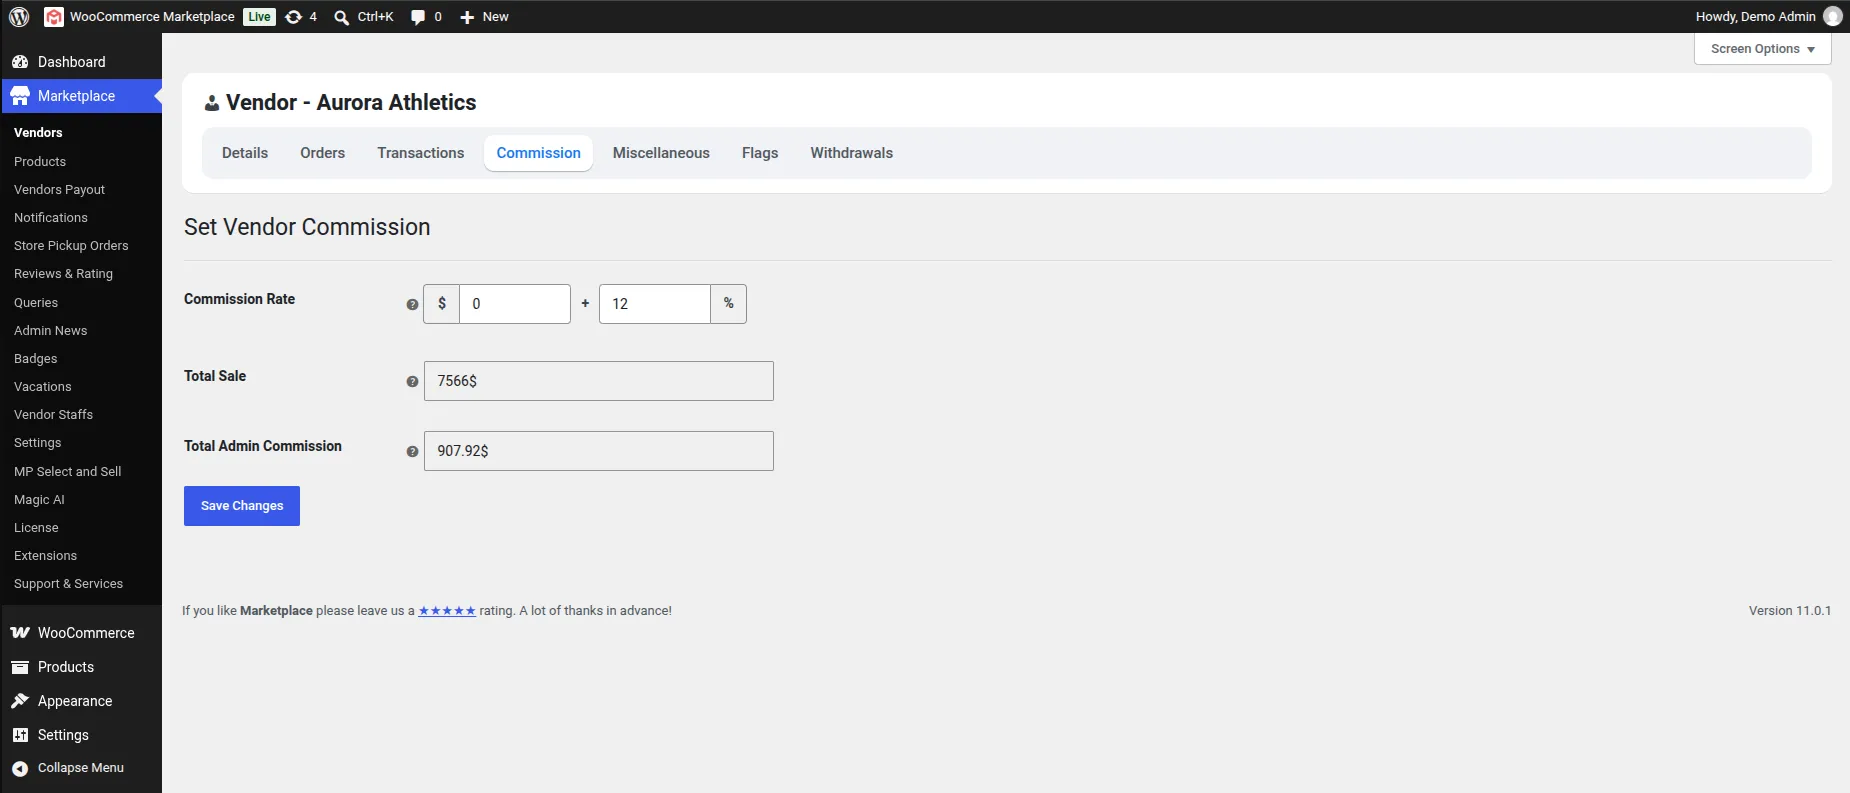 WooCommerce Marketplace Live 4 Ctrl+K 0 New Howdy, Demo Admin
Screen Options
Dashboard
Marketplace
Vendors
Products
Vendors Payout
Notifications
Store Pickup Orders
Reviews & Rating
Queries
Admin News
Badges
Vacations
Vendor Staffs
Settings
MP Select and Sell
Magic AI
License
Extensions
Support & Services
WooCommerce
Products
Appearance
Settings
Collapse Menu
Vendor - Aurora Athletics
Details Orders Transactions Commission Miscellaneous Flags Withdrawals
Set Vendor Commission
Commission Rate ? $ 0 + 12 %
Total Sale ? 7566$
Total Admin Commission ? 907.92$
Save Changes
If you like Marketplace please leave us a ★★★★★ rating. A lot of thanks in advance! Version 11.0.1